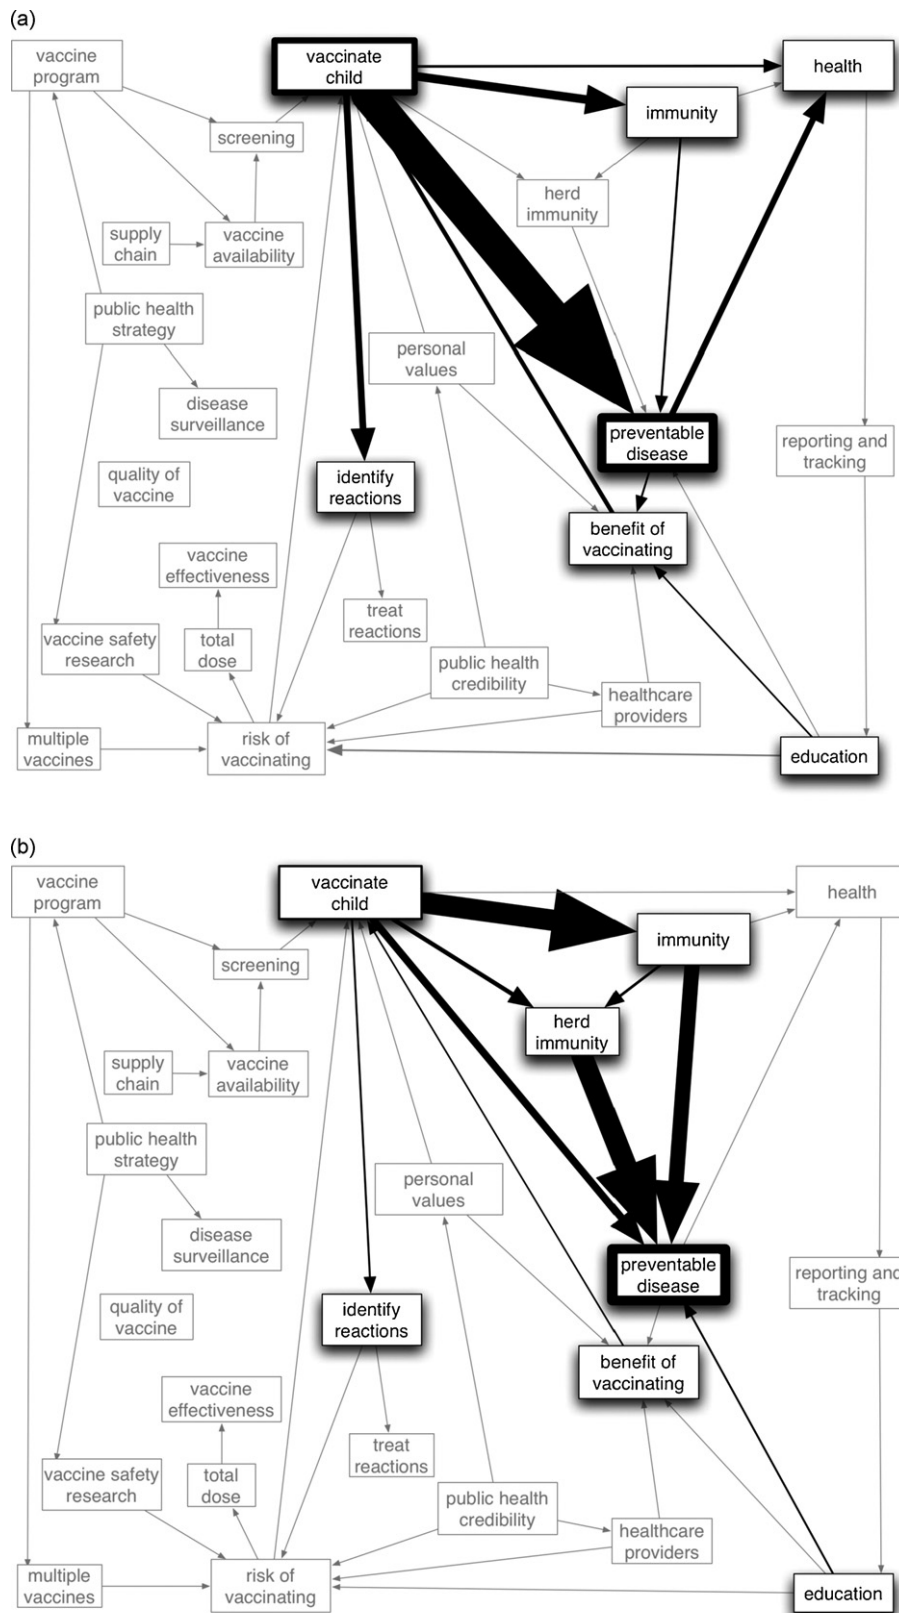 (a)
vaccine
program
vaccinate
child
health
immunity
screening
herd
immunity
supply
chain
vaccine
availability
public health
strategy
personal
values
disease
surveillance
preventable
disease
reporting and
tracking
quality of
vaccine
identify
reactions
benefit of
vaccinating
vaccine
effectiveness
treat
reactions
vaccine safety
research
total
dose
public health
credibility
healthcare
providers
multiple
vaccines
risk of
vaccinating
education
(b)
vaccine
program
vaccinate
child
health
immunity
screening
herd
immunity
supply
chain
vaccine
availability
public health
strategy
personal
values
disease
surveillance
preventable
disease
reporting and
tracking
quality of
vaccine
identify
reactions
benefit of
vaccinating
vaccine
effectiveness
treat
reactions
vaccine safety
research
total
dose
public health
credibility
healthcare
providers
multiple
vaccines
risk of
vaccinating
education